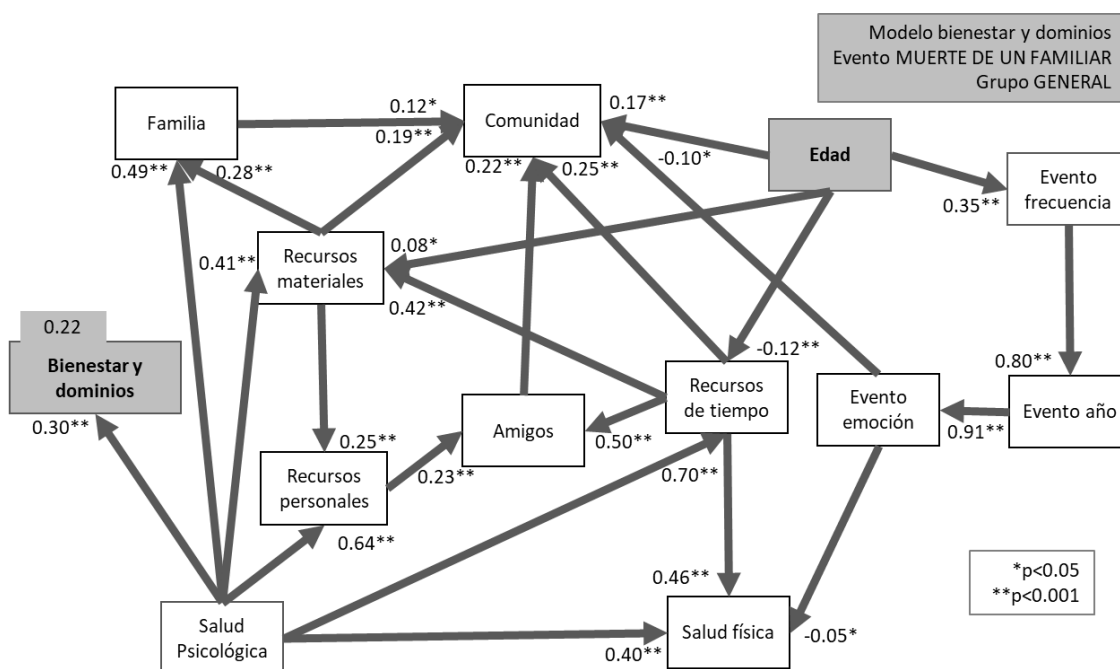 Modelo bienestar y dominios
Evento MUERTE DE UN FAMILIAR
Grupo GENERAL
Familia
0.12*
0.19**
Comunidad
0.17**
-0.10*
Edad
0.49**
0.28**
0.22**
0.25**
Evento
frecuencia
0.35**
Recursos
materiales
0.41**
0.08*
0.42**
0.22
Bienestar y
dominios
0.30**
-0.12**
Recursos
de tiempo
0.80**
Evento
emoción
Evento año
0.91**
Amigos
0.50**
0.25**
Recursos
personales
0.23**
0.70**
0.64**
*p<0.05
**p<0.001
0.46**
Salud
Psicológica
Salud física
0.40**
-0.05*